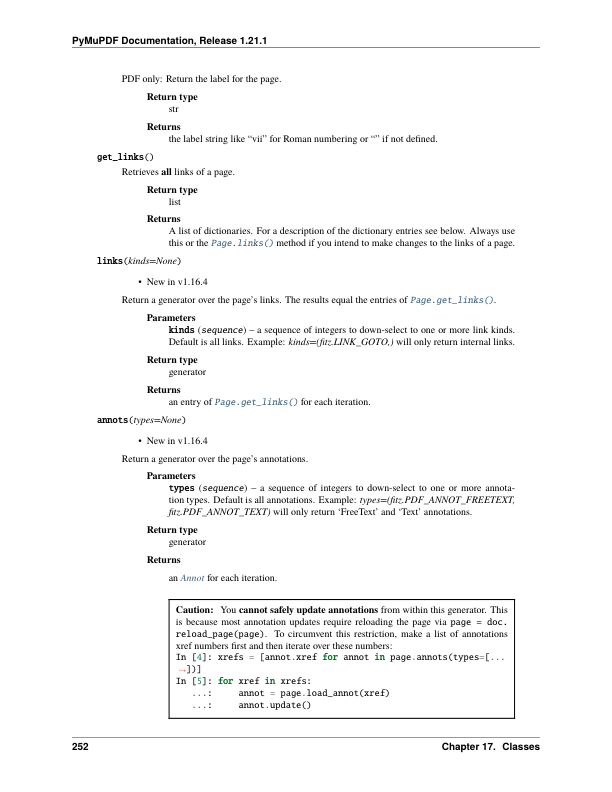 PyMuPDF Documentation, Release 1.21.1
PDF only: Return the label for the page.
Return type
str
Returns
the label string like “vii” for Roman numbering or “” if not defined.
get_links()
Retrieves all links of a page.
Return type
list
Returns
A list of dictionaries. For a description of the dictionary entries see below. Always use
this or the Page.links() method if you intend to make changes to the links of a page.
links(kinds=None)
• New in v1.16.4
Return a generator over the page’s links. The results equal the entries of Page.get_links().
Parameters
kinds (sequence) – a sequence of integers to down-select to one or more link kinds.
Default is all links. Example: kinds=(fitz.LINK_GOTO,) will only return internal links.
Return type
generator
Returns
an entry of Page.get_links() for each iteration.
annots(types=None)
• New in v1.16.4
Return a generator over the page’s annotations.
Parameters
types (sequence) – a sequence of integers to down-select to one or more annota-
tion types. Default is all annotations. Example: types=(fitz.PDF_ANNOT_FREETEXT,
fitz.PDF_ANNOT_TEXT) will only return ‘FreeText’ and ‘Text’ annotations.
Return type
generator
Returns
an Annot for each iteration.
Caution: You cannot safely update annotations from within this generator. This
is because most annotation updates require reloading the page via page = doc.
reload_page(page). To circumvent this restriction, make a list of annotations
xref numbers first and then iterate over these numbers:
In [4]: xrefs = [annot.xref for annot in page.annots(types=[...
→])]
In [5]: for xref in xrefs:
...: annot = page.load_annot(xref)
...: annot.update()
252
Chapter 17. Classes